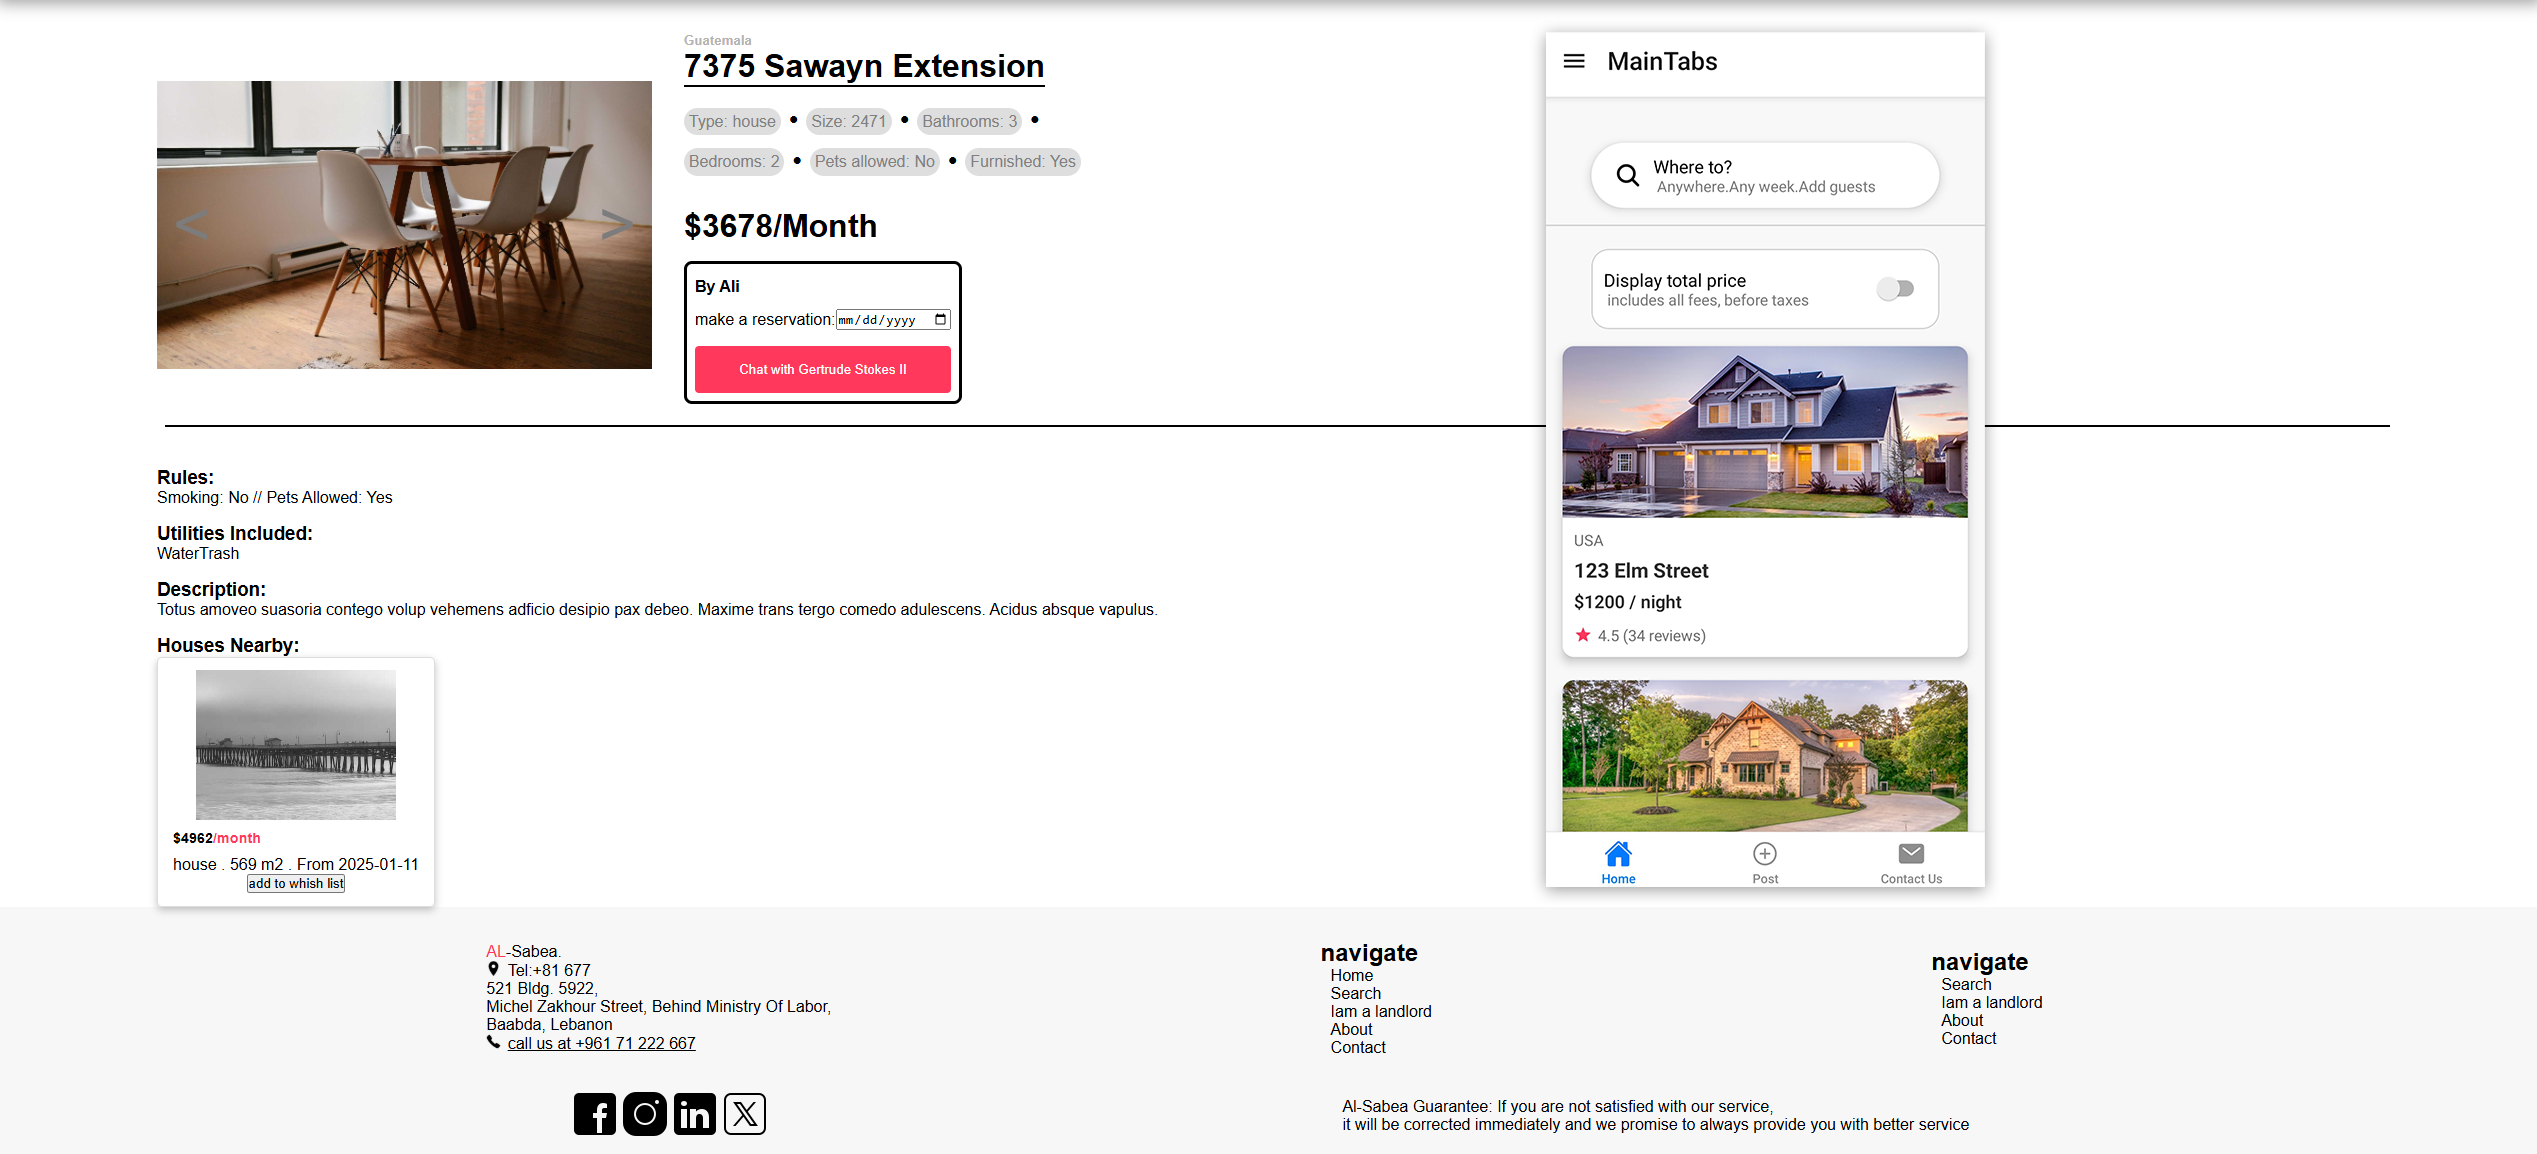 Guatemala
7375 Sawayn Extension
Type: house • Size: 2471 • Bathrooms: 3 •
Bedrooms: 2 • Pets allowed: No • Furnished: Yes
< >
$3678/Month
By Ali
make a reservation: mm/dd/yyyy
Chat with Gertrude Stokes II
Rules:
Smoking: No // Pets Allowed: Yes
Utilities Included:
WaterTrash
Description:
Totus amoveo suasoria contego volup vehemens adficio desipio pax debeo. Maxime trans tergo comedo adulescens. Acidus absque vapulus.
Houses Nearby:
$4962/month
house . 569 m2 . From 2025-01-11
add to whish list
MainTabs
Where to?
Anywhere.Any week.Add guests
Display total price
includes all fees, before taxes
USA
123 Elm Street
$1200 / night
4.5 (34 reviews)
Home
Post
Contact Us
AL-Sabea.
Tel:+81 677
521 Bldg. 5922,
Michel Zakhour Street, Behind Ministry Of Labor,
Baabda, Lebanon
call us at +961 71 222 667
navigate
Home
Search
Iam a landlord
About
Contact
navigate
Search
Iam a landlord
About
Contact
Al-Sabea Guarantee: If you are not satisfied with our service,
it will be corrected immediately and we promise to always provide you with better service